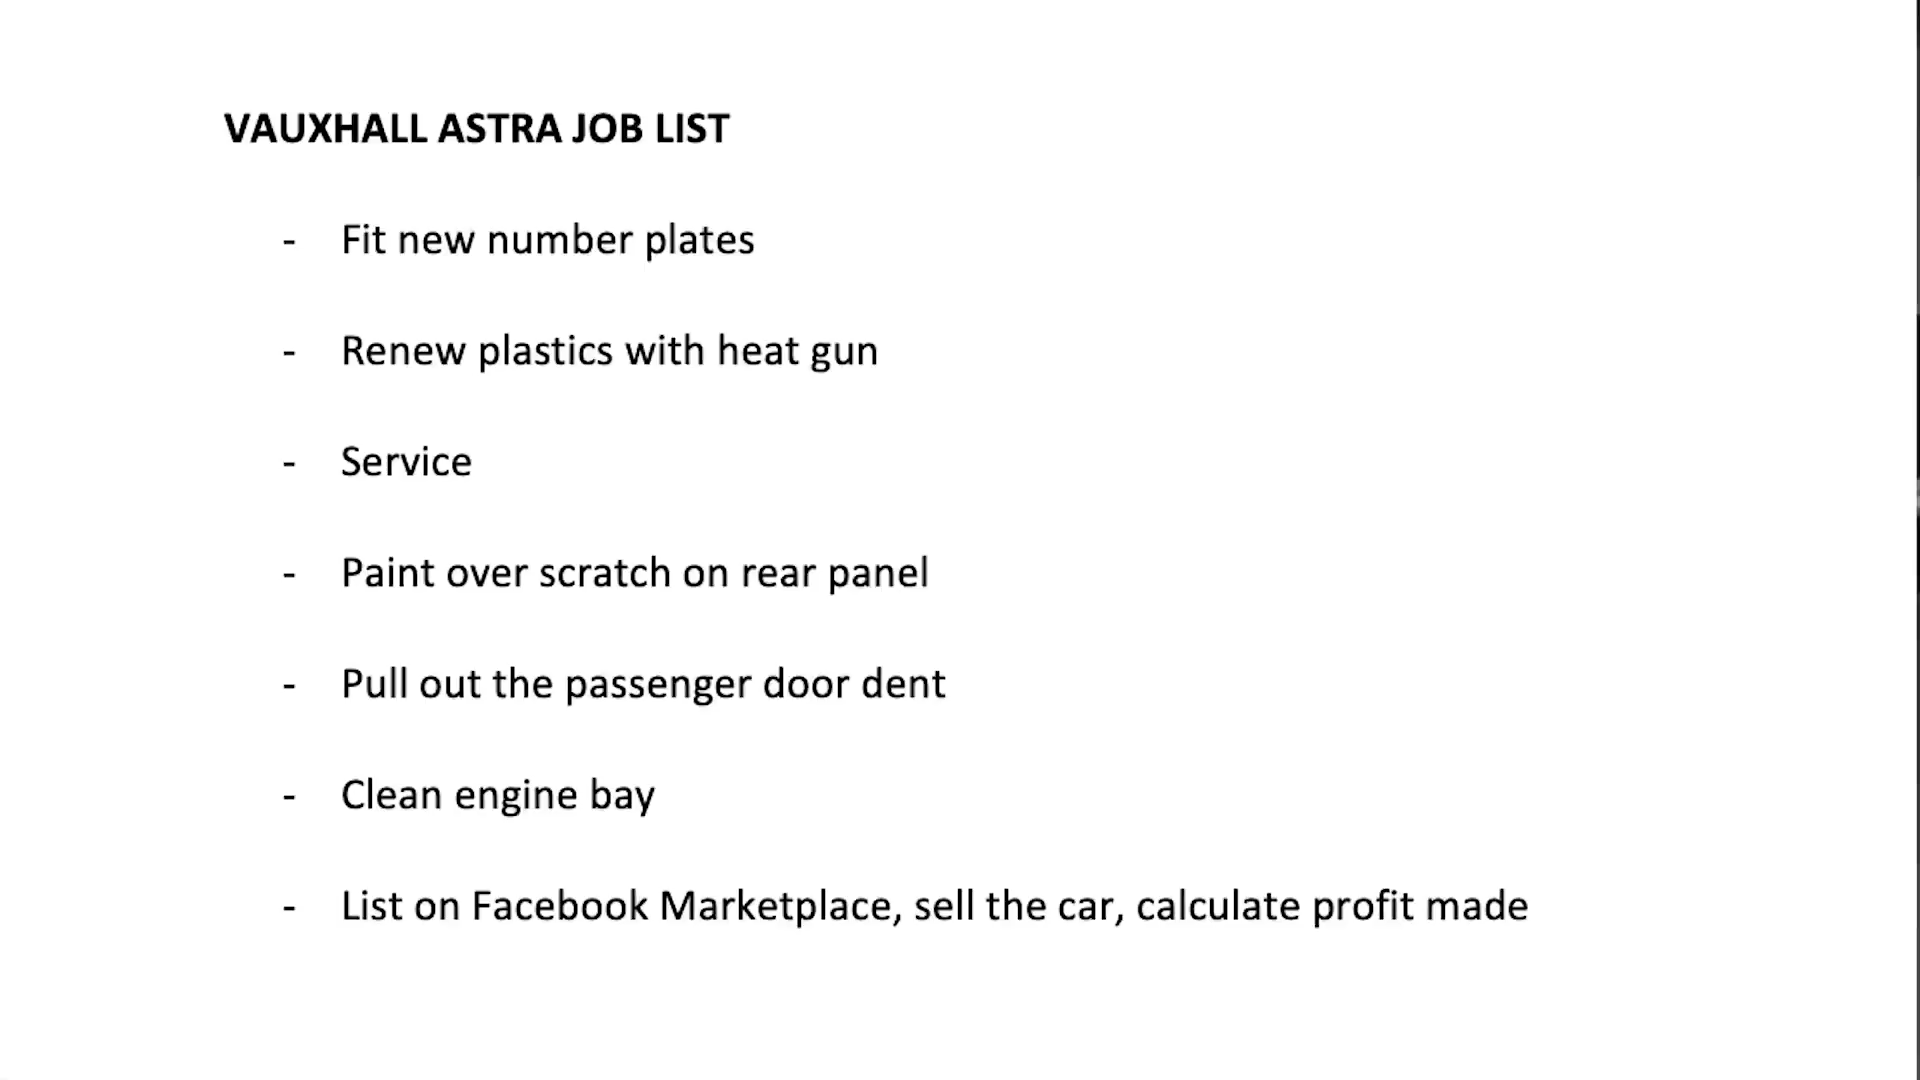 VAUXHALL ASTRA JOB LIST
- Fit new number plates
- Renew plastics with heat gun
- Service
- Paint over scratch on rear panel
- Pull out the passenger door dent
- Clean engine bay
- List on Facebook Marketplace, sell the car, calculate profit made